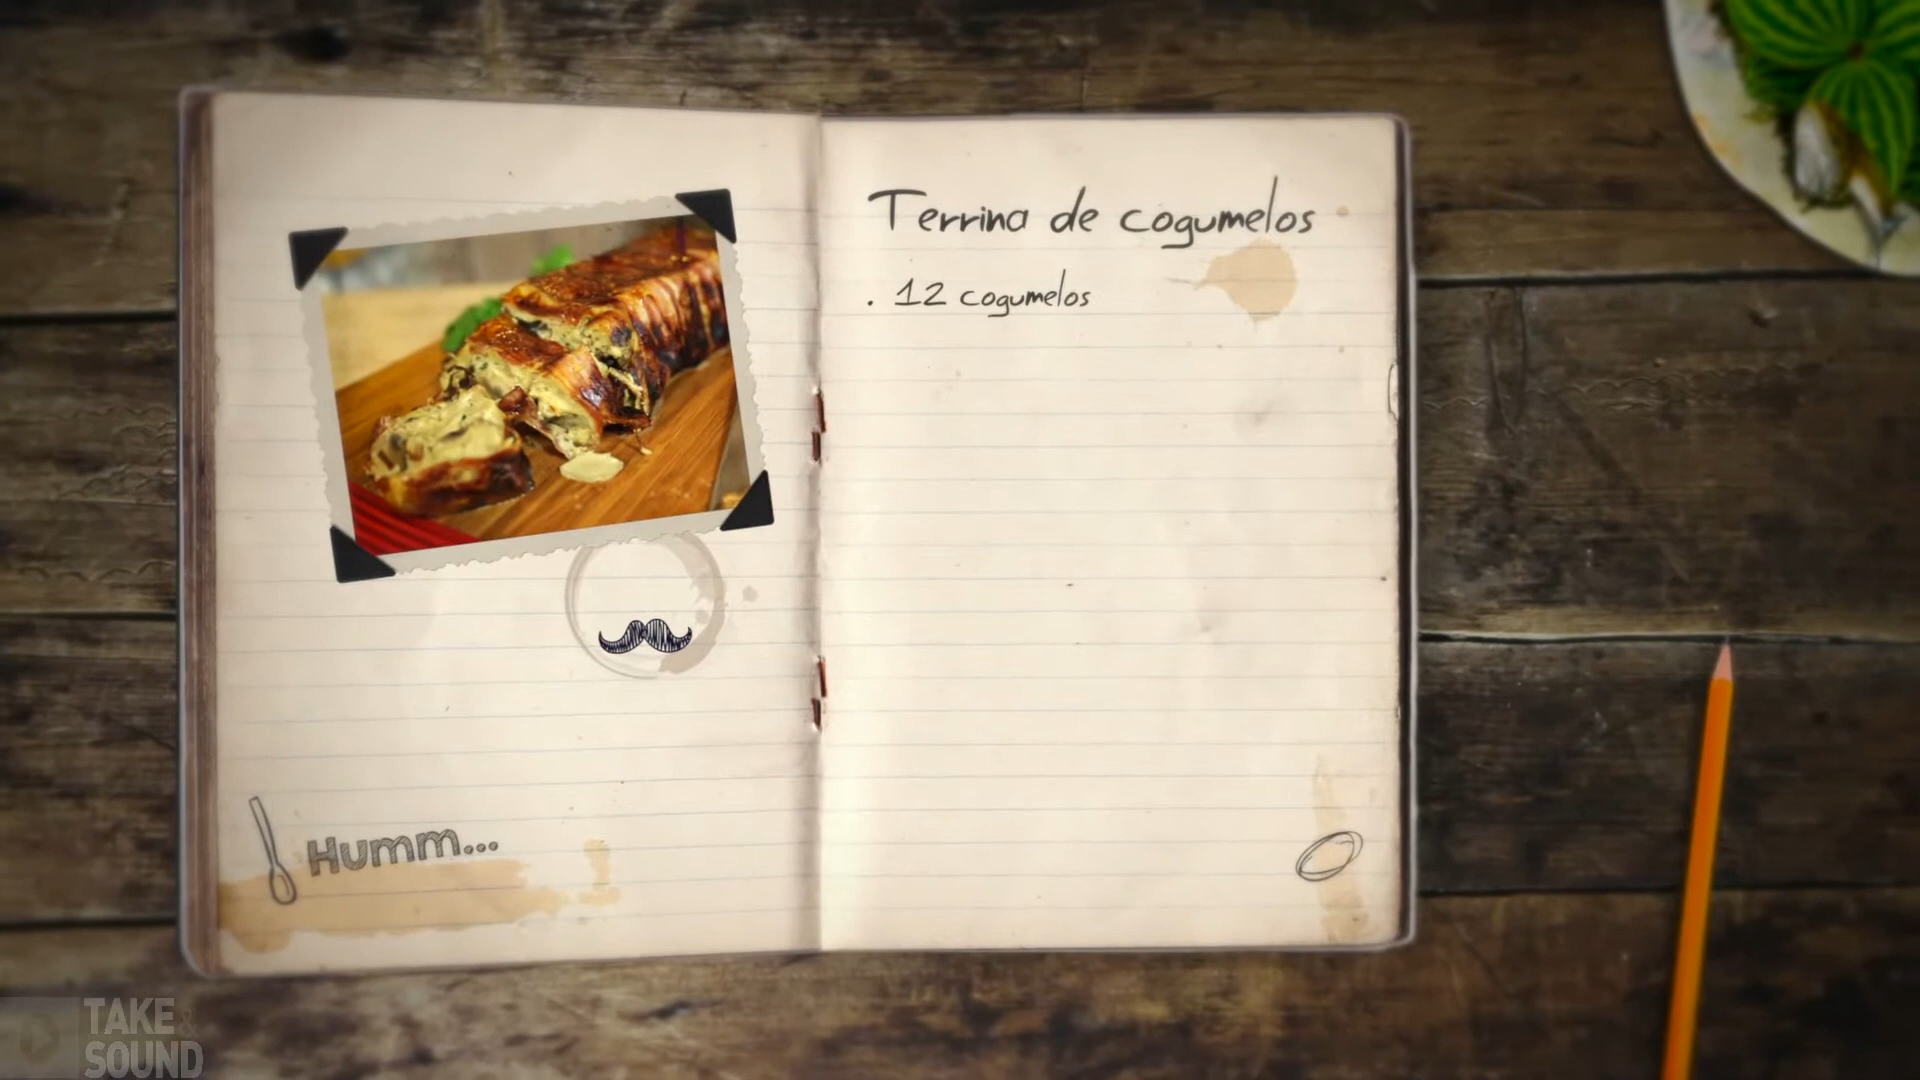 Terrina de cogumelos
. 12 cogumelos
Humm...
TAKE &
SOUND